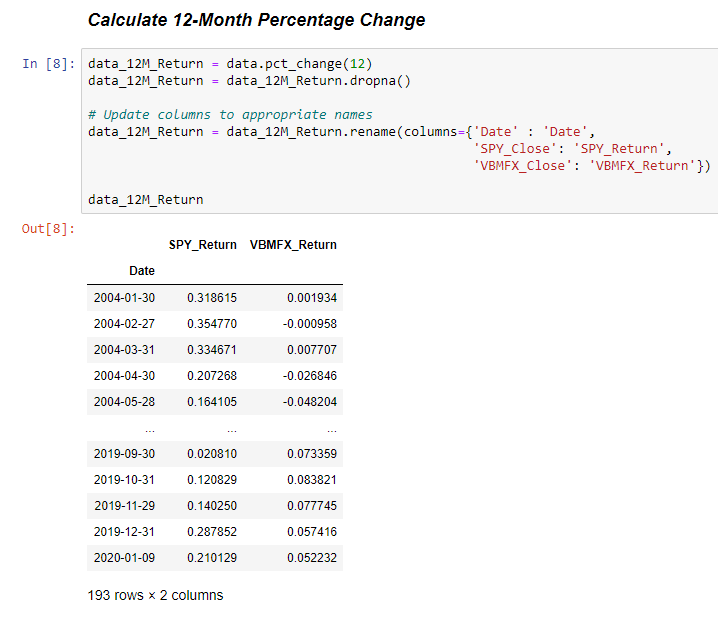 Calculate 12-Month Percentage Change
In [8]: data_12M_Return = data.pct_change(12)
data_12M_Return = data_12M_Return.dropna()
# Update columns to appropriate names
data_12M_Return = data_12M_Return.rename(columns={'Date' : 'Date',
'SPY_Close': 'SPY_Return',
'VBMFX_Close': 'VBMFX_Return'})
data_12M_Return
Out[8]:
SPY_Return VBMFX_Return
Date
2004-01-30 0.318615 0.001934
2004-02-27 0.354770 -0.000958
2004-03-31 0.334671 0.007707
2004-04-30 0.207268 -0.026846
2004-05-28 0.164105 -0.048204
... ... ...
2019-09-30 0.020810 0.073359
2019-10-31 0.120829 0.083821
2019-11-29 0.140250 0.077745
2019-12-31 0.287852 0.057416
2020-01-09 0.210129 0.052232
193 rows × 2 columns